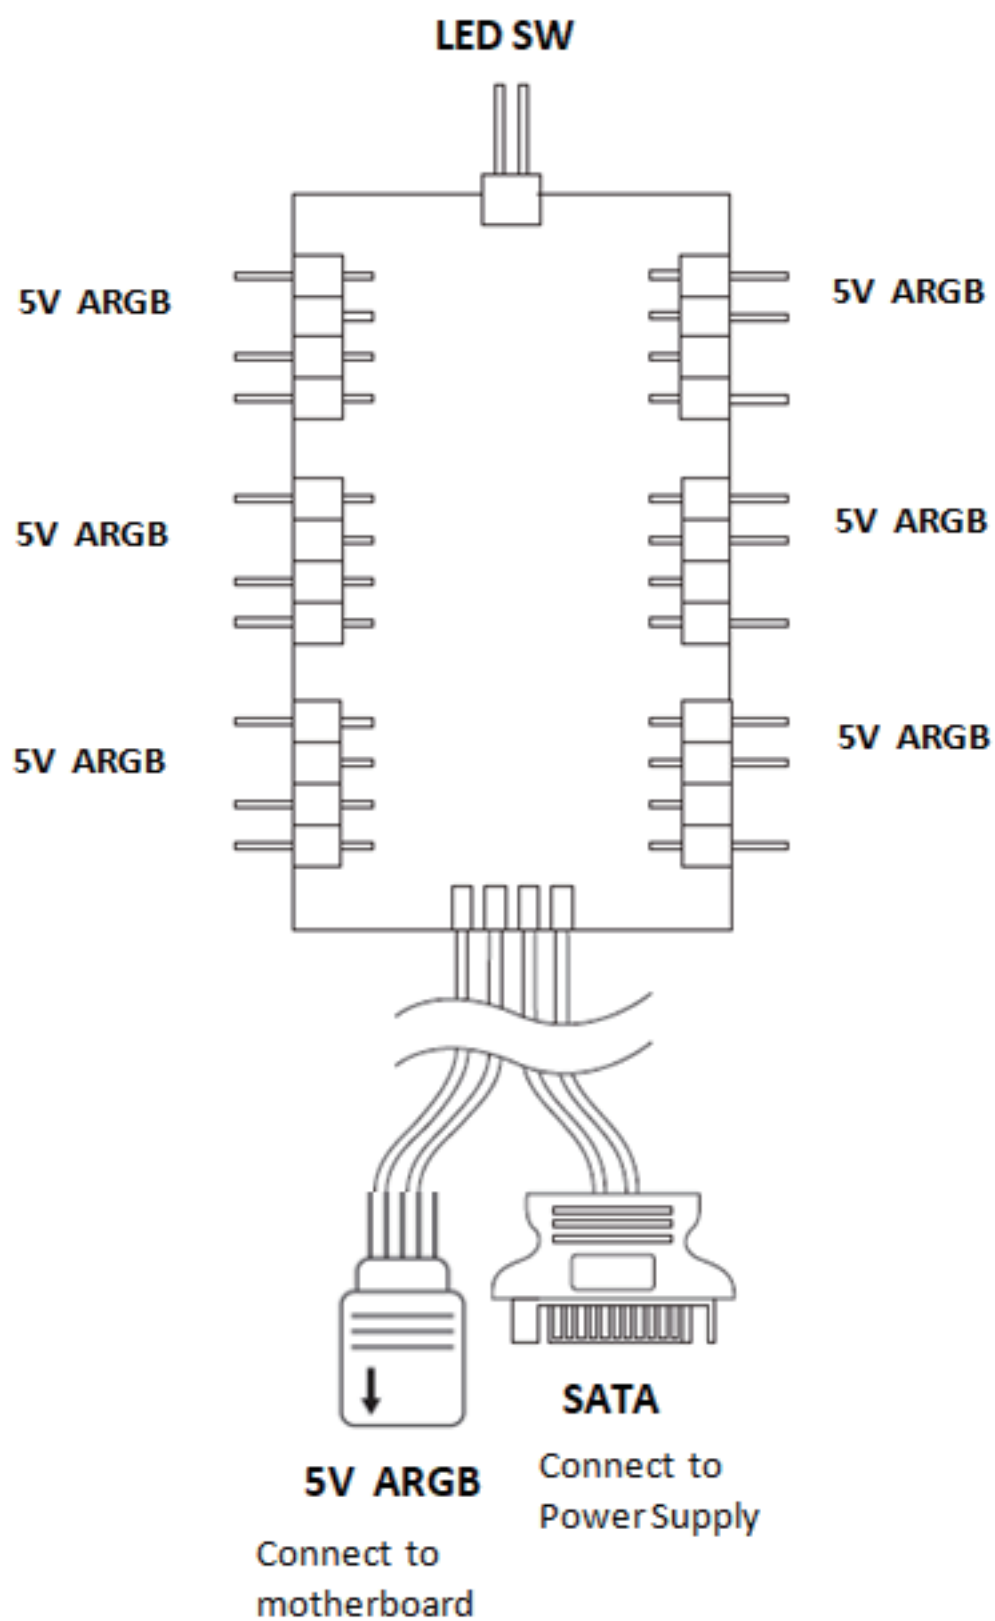 LED SW
5V ARGB
5V ARGB
5V ARGB
5V ARGB
5V ARGB
5V ARGB
SATA
Connect to
Power Supply
5V ARGB
Connect to
motherboard